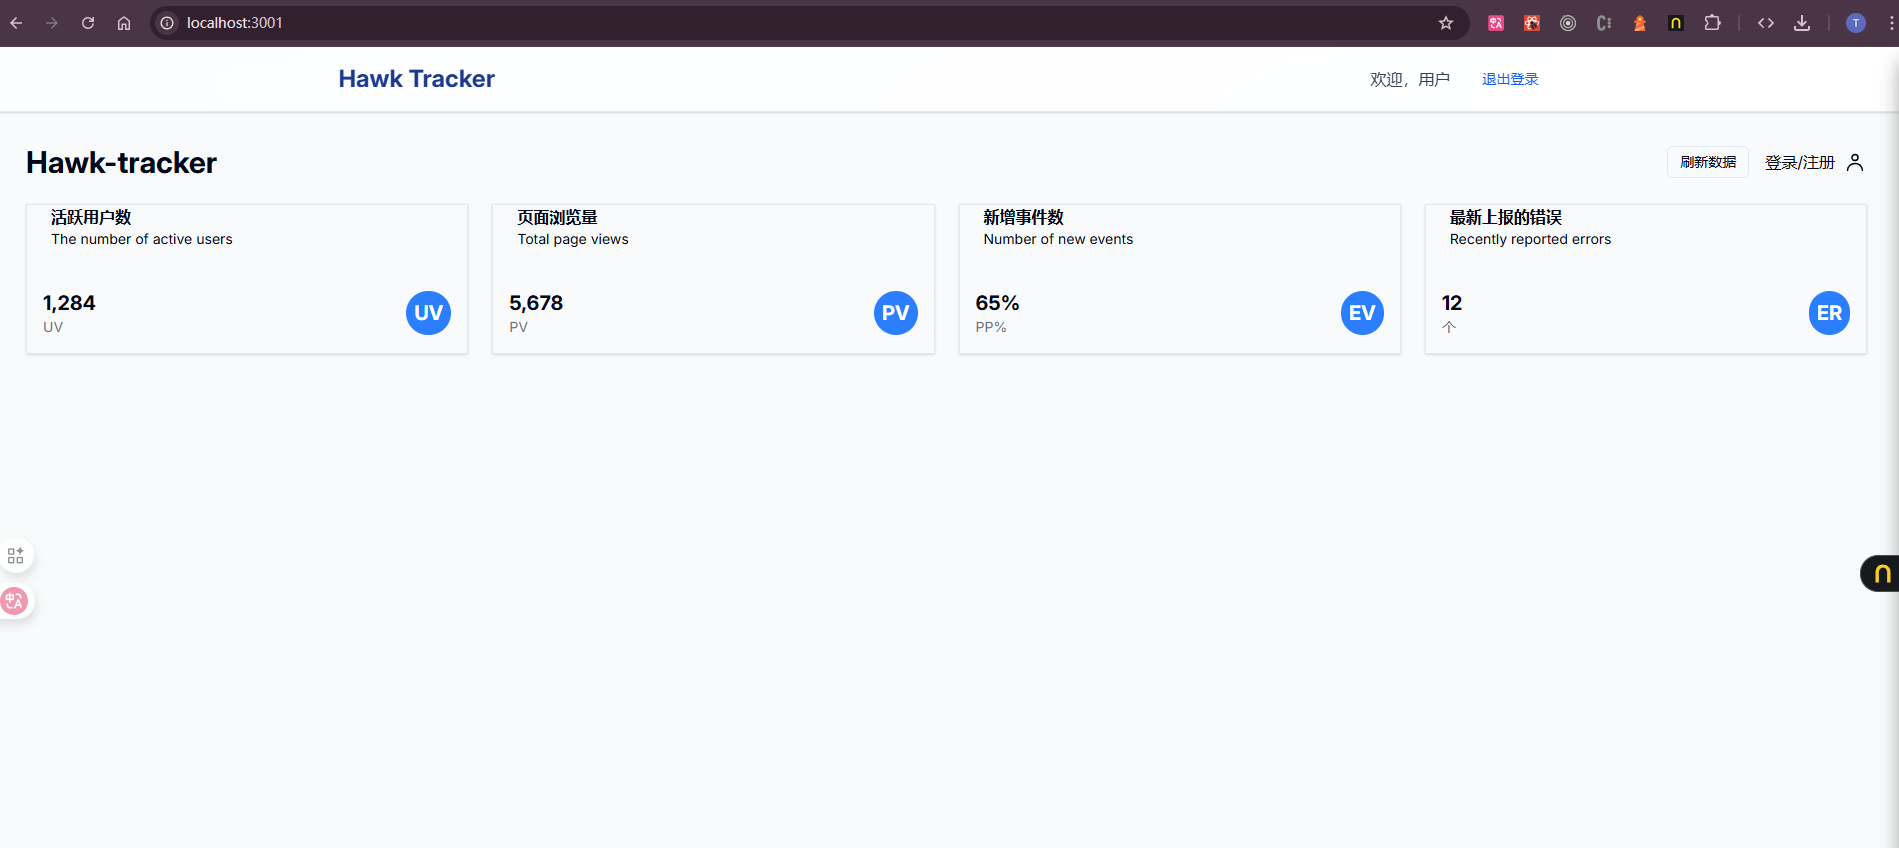 localhost:3001
T
Hawk Tracker
欢迎，用户
退出登录
Hawk-tracker
刷新数据
登录/注册
活跃用户数
The number of active users
1,284
UV
UV
页面浏览量
Total page views
5,678
PV
PV
新增事件数
Number of new events
65%
PP%
EV
最新上报的错误
Recently reported errors
12
个
ER